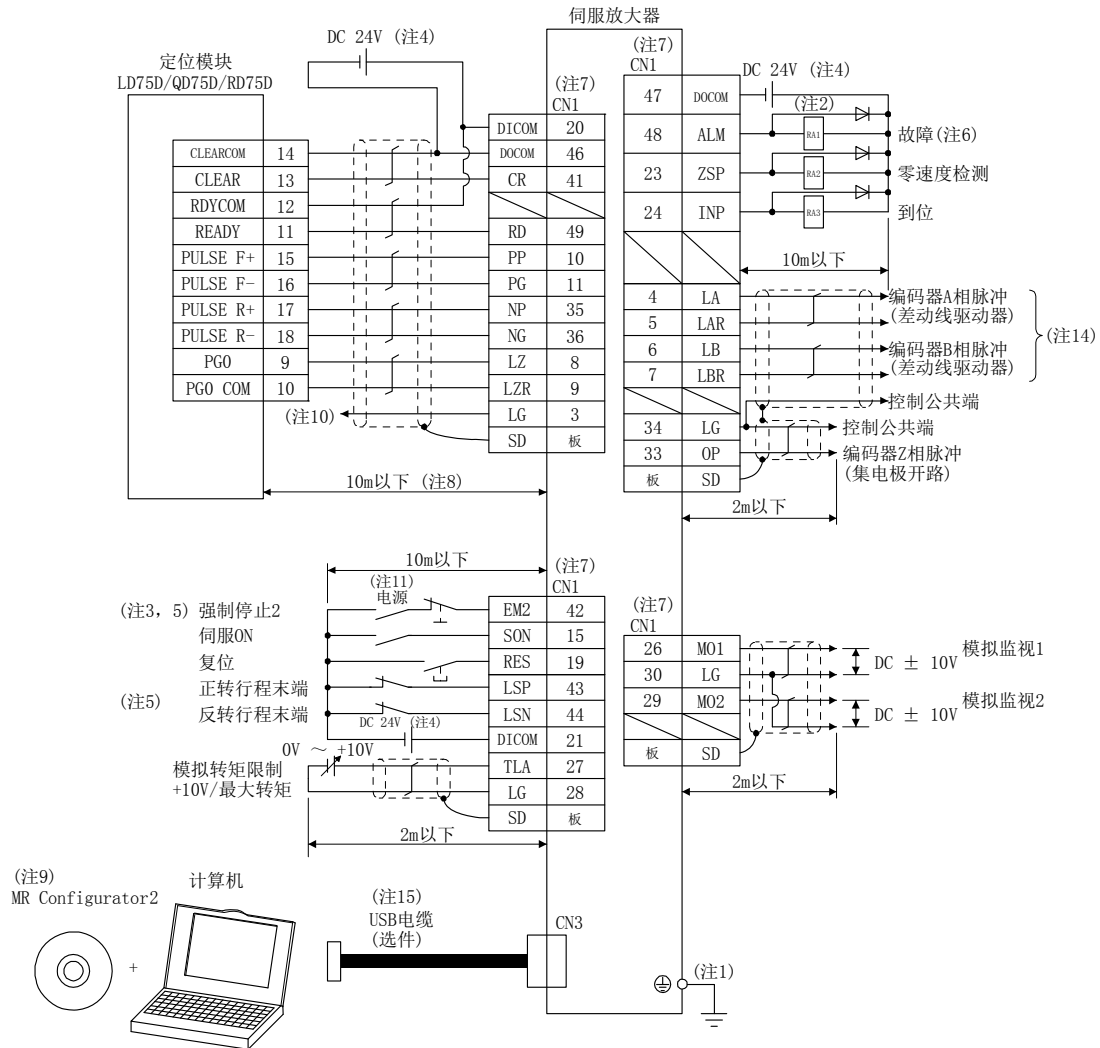 伺服放大器
DC 24V (注4)
定位模块
LD75D/QD75D/RD75D
(注7)
CN1
DICOM 20
CLEARCOM 14 DOCOM 46
CLEAR 13 CR 41
RDYCOM 12
READY 11 RD 49
PULSE F+ 15 PP 10
PULSE F- 16 PG 11
PULSE R+ 17 NP 35
PULSE R- 18 NG 36
PG0 9 LZ 8
PG0 COM 10 LZR 9
(注10) LG 3
SD 板
10m以下 (注8)
(注7)
CN1
DC 24V (注4)
47 DOCOM
(注2)
48 ALM RA1 故障(注6)
23 ZSP RA2 零速度检测
24 INP RA3 到位
10m以下
4 LA 编码器A相脉冲
5 LAR (差动线驱动器)
(注14)
6 LB 编码器B相脉冲
7 LBR (差动线驱动器)
控制公共端
34 LG 控制公共端
33 OP 编码器Z相脉冲
(集电极开路)
板 SD
2m以下
10m以下
(注11)
电源
(注7)
CN1
(注3, 5) 强制停止2 EM2 42
伺服ON SON 15
复位 RES 19
(注5) 正转行程末端 LSP 43
反转行程末端 LSN 44
DC 24V (注4)
DICOM 21
0V ～ +10V
模拟转矩限制 TLA 27
+10V/最大转矩 LG 28
SD 板
2m以下
(注7)
CN1
26 MO1 模拟监视1
DC ± 10V
30 LG
29 MO2 模拟监视2
DC ± 10V
板 SD
2m以下
(注9)
MR Configurator2
+
计算机
(注15)
USB电缆
(选件)
CN3
(注1)